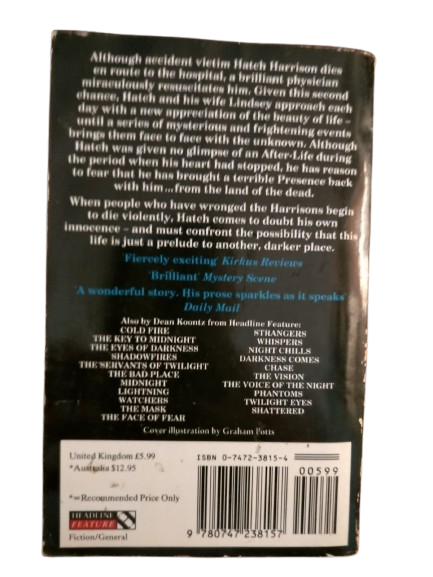 Although accident victim Hatch Harrison dies
en route to the hospital, a brilliant physician
miraculously resuscitates him. Given this second
chance, Hatch and his wife Lindsey approach each
day with a new appreciation of the beauty of life –
until a series of mysterious and frightening events
brings them face to face with the unknown. Although
Hatch was given no glimpse of an After-Life during
the period when his heart had stopped, he has reason
to fear that he has brought a terrible Presence back
with him...from the land of the dead.
When people who have wronged the Harrisons begin
to die violently, Hatch comes to doubt his own
innocence – and must confront the possibility that this
life is just a prelude to another, darker place.
'Fiercely exciting' Kirkus Reviews
'Brilliant' Mystery Scene
'A wonderful story. His prose sparkles as it speaks'
Daily Mail
Also by Dean Koontz from Headline Feature:
COLD FIRE
THE KEY TO MIDNIGHT
THE EYES OF DARKNESS
SHADOWFIRES
THE SERVANTS OF TWILIGHT
THE BAD PLACE
MIDNIGHT
LIGHTNING
WATCHERS
THE MASK
THE FACE OF FEAR
STRANGERS
WHISPERS
NIGHT CHILLS
DARKNESS COMES
CHASE
THE VISION
THE VOICE OF THE NIGHT
PHANTOMS
TWILIGHT EYES
SHATTERED
Cover illustration by Graham Potts
United Kingdom £5.99
*Australia $12.95
*=Recommended Price Only
HEADLINE
FEATURE
Fiction/General
ISBN 0-7472-3815-4
00599
9 780747 238157